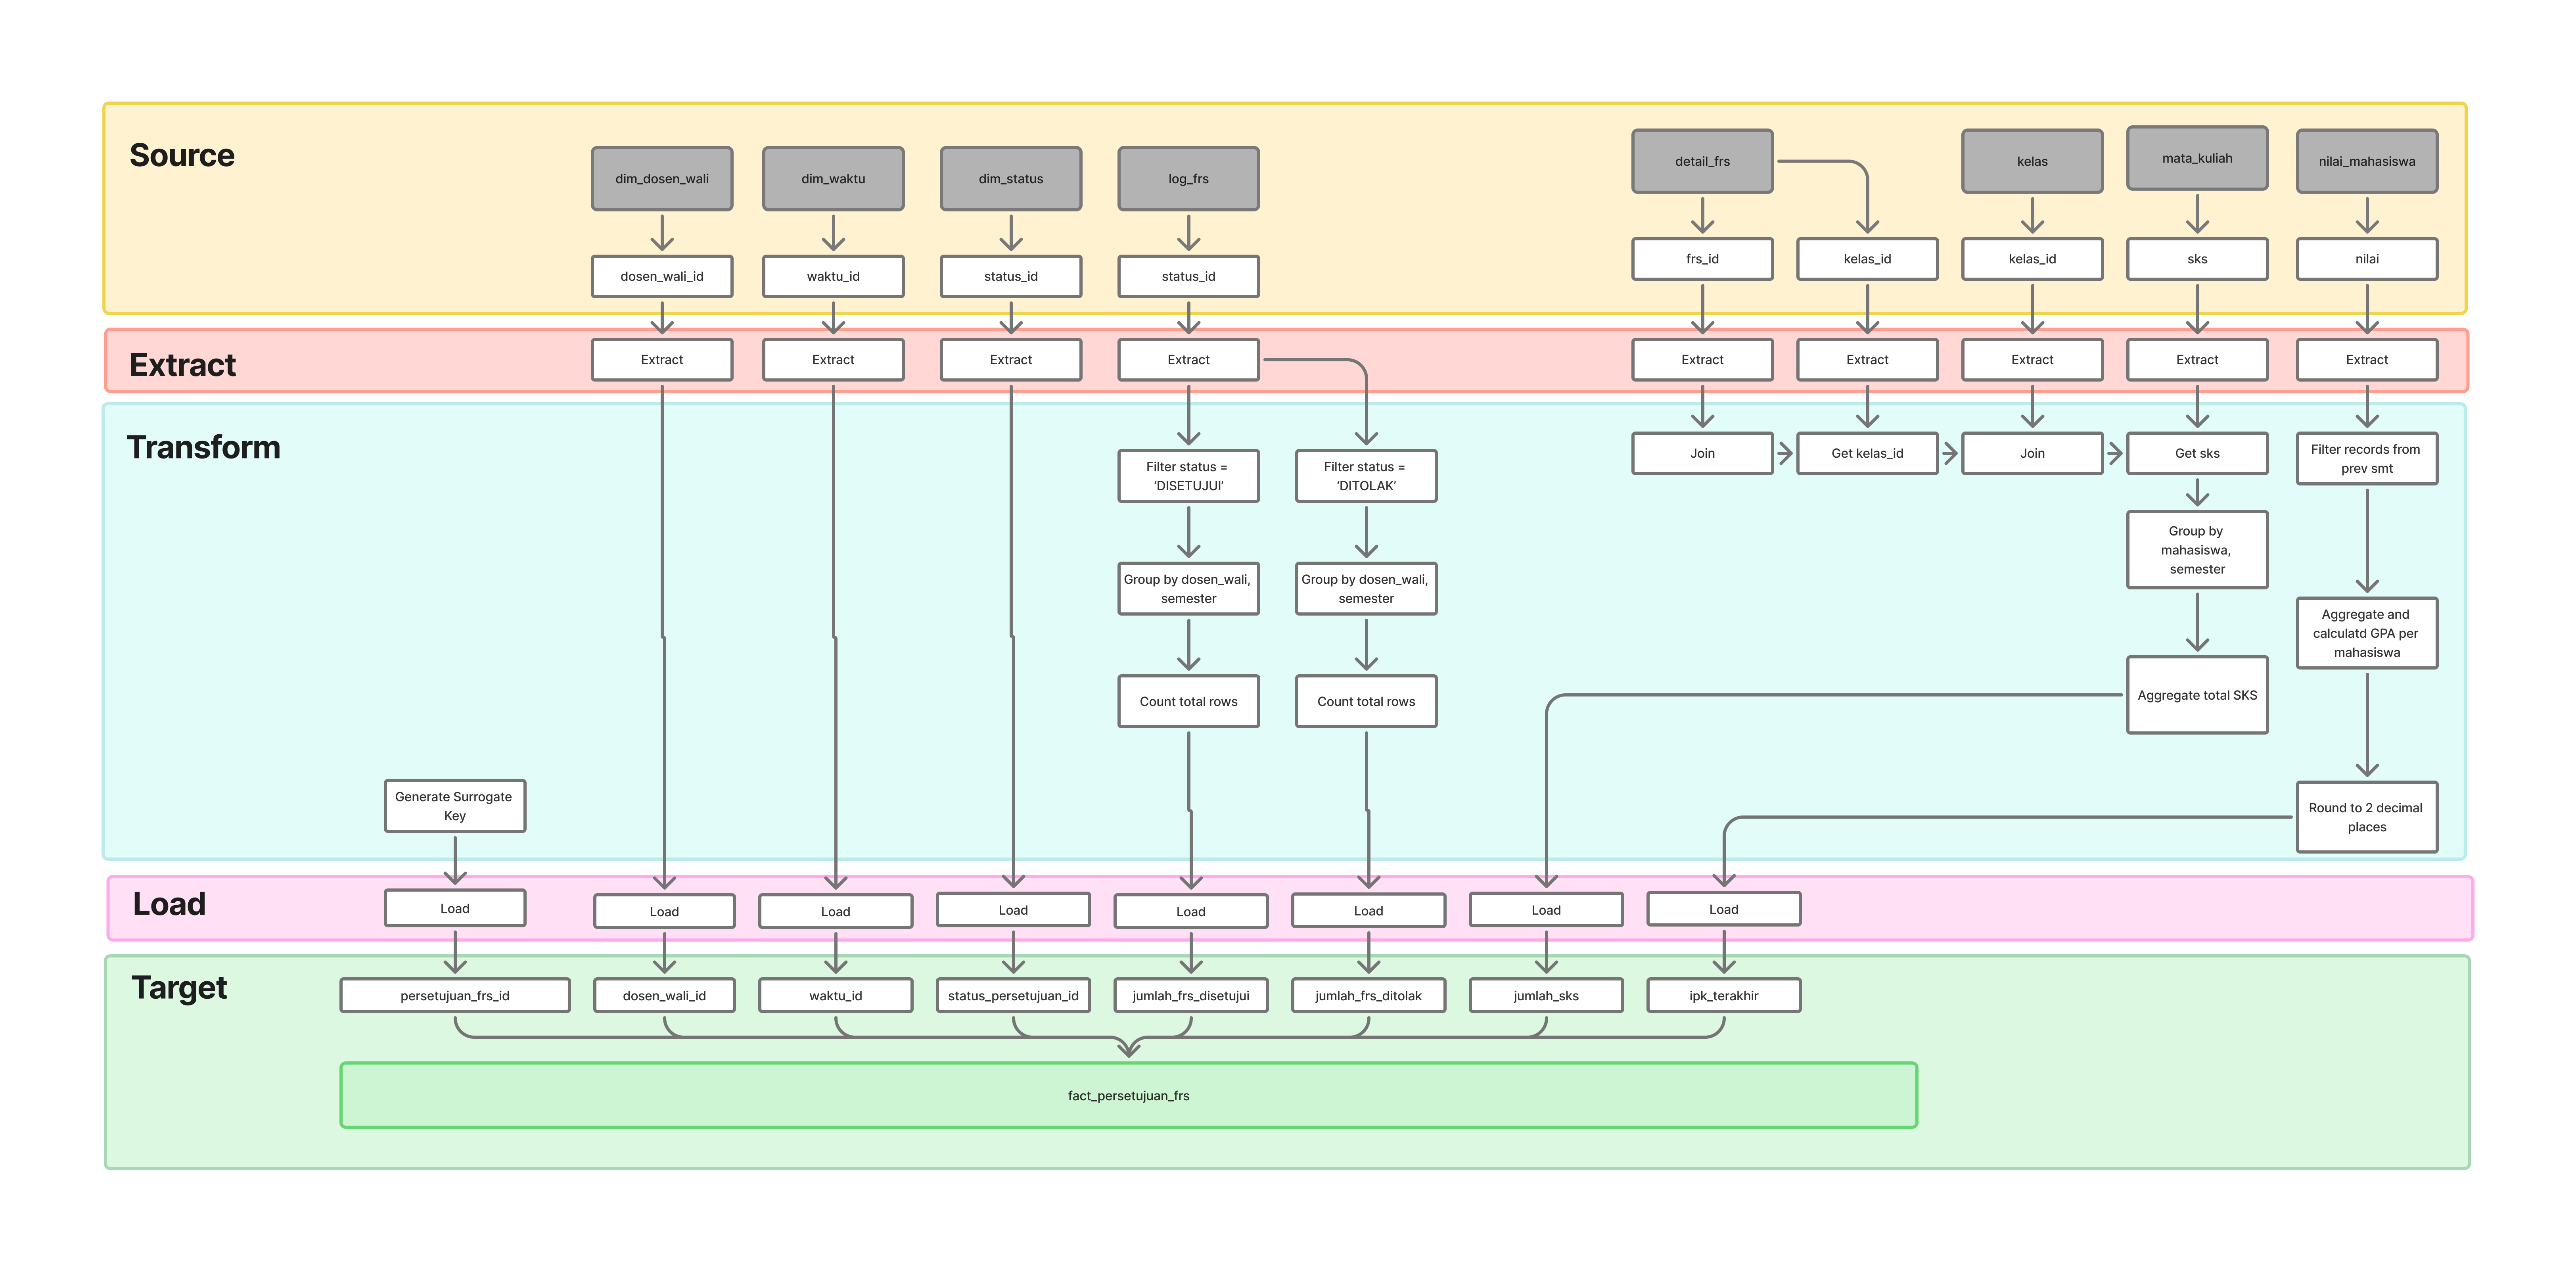 Source
dim_dosen_wali
dim_waktu
dim_status
log_frs
detail_frs
kelas
mata_kuliah
nilai_mahasiswa
dosen_wali_id
waktu_id
status_id
status_id
frs_id
kelas_id
kelas_id
sks
nilai
Extract
Extract
Extract
Extract
Extract
Extract
Extract
Extract
Extract
Extract
Transform
Filter status =
‘DISETUJUI’
Filter status =
‘DITOLAK’
Join
Get kelas_id
Join
Get sks
Filter records from
prev smt
Group by dosen_wali,
semester
Group by dosen_wali,
semester
Group by
mahasiswa,
semester
Aggregate and
calculatd GPA per
mahasiswa
Count total rows
Count total rows
Aggregate total SKS
Generate Surrogate
Key
Round to 2 decimal
places
Load
Load
Load
Load
Load
Load
Load
Load
Load
Target
persetujuan_frs_id
dosen_wali_id
waktu_id
status_persetujuan_id
jumlah_frs_disetujui
jumlah_frs_ditolak
jumlah_sks
ipk_terakhir
fact_persetujuan_frs